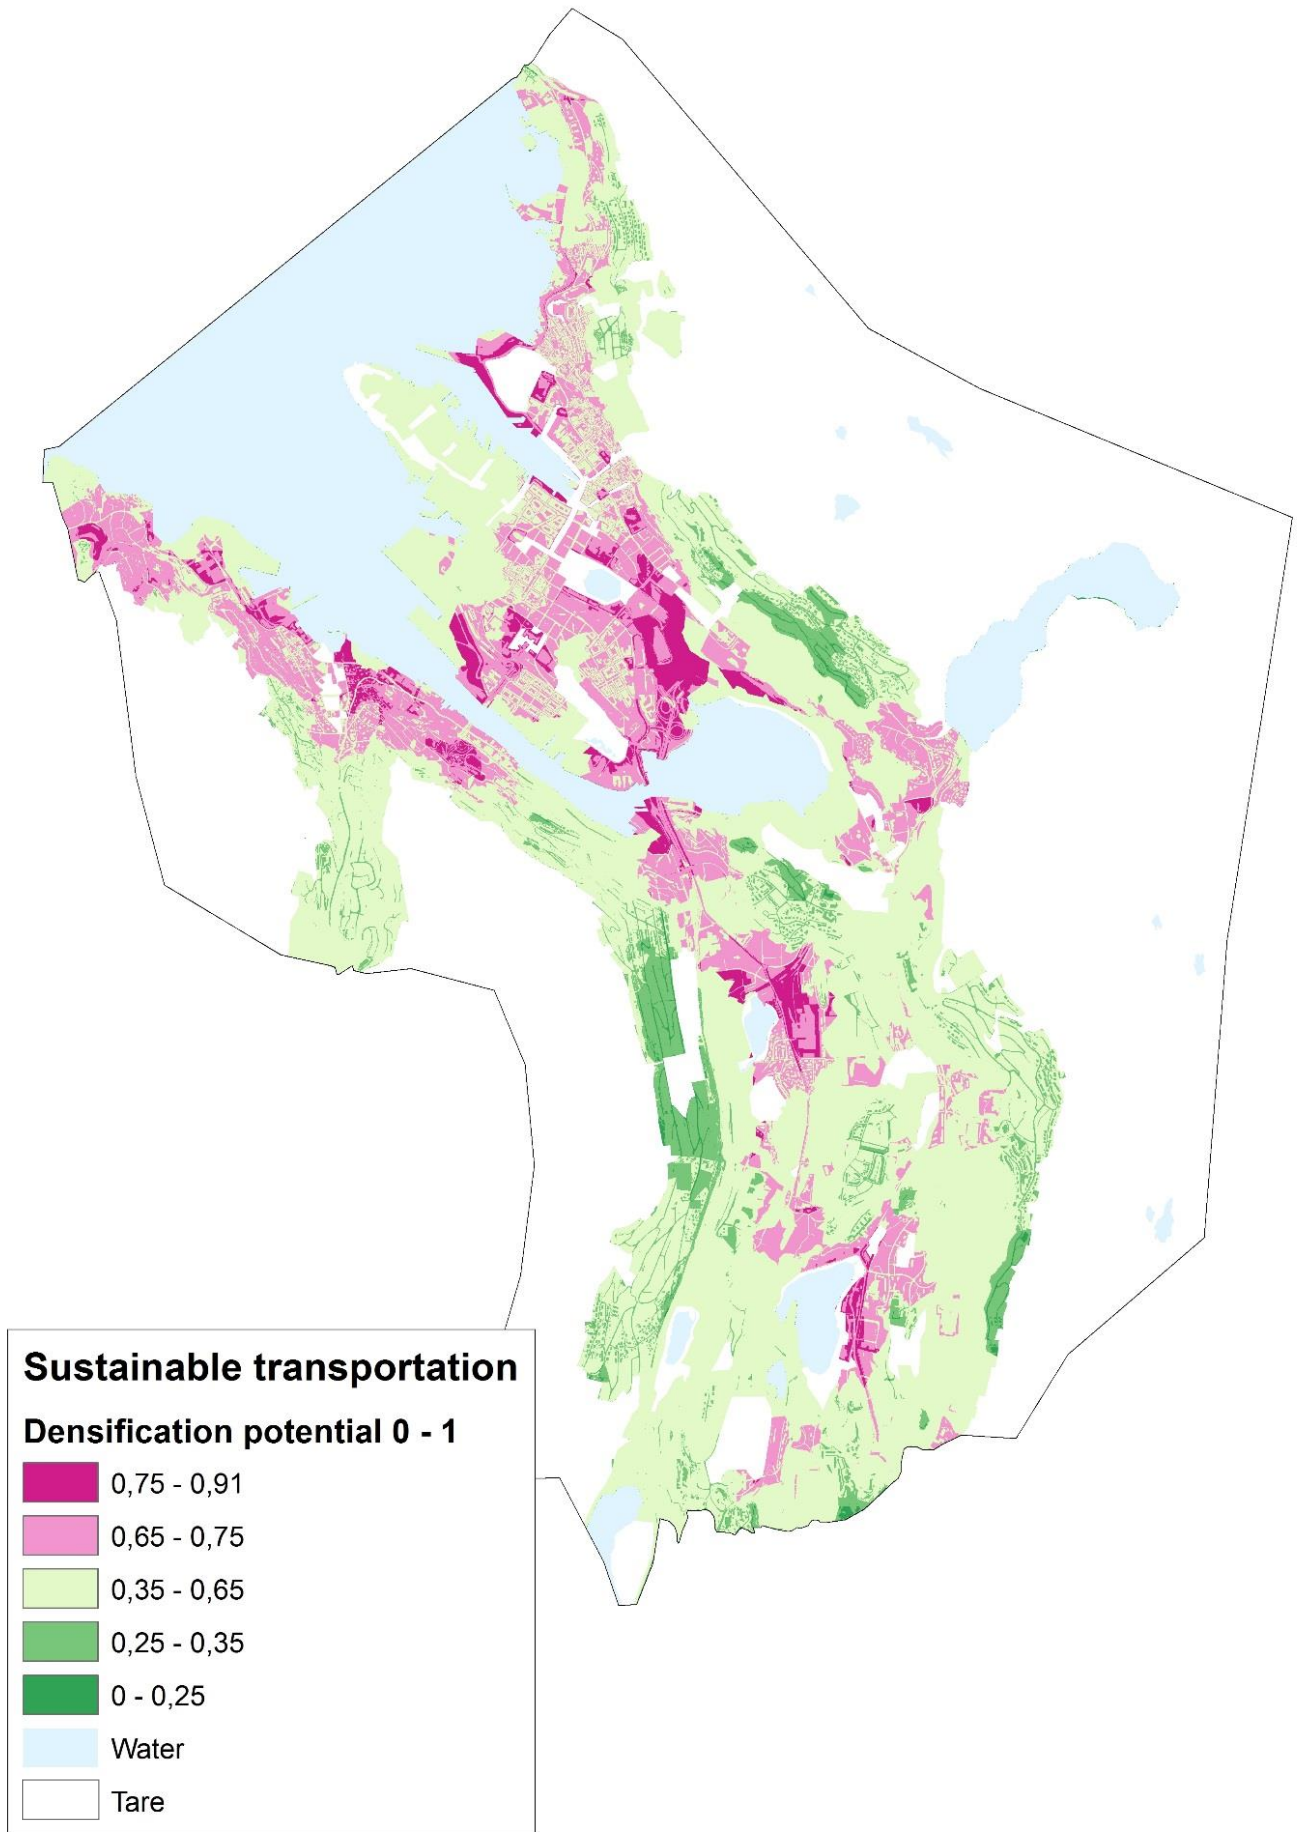 Sustainable transportation
Densification potential 0 - 1
0,75 - 0,91
0,65 - 0,75
0,35 - 0,65
0,25 - 0,35
0 - 0,25
Water
Tare